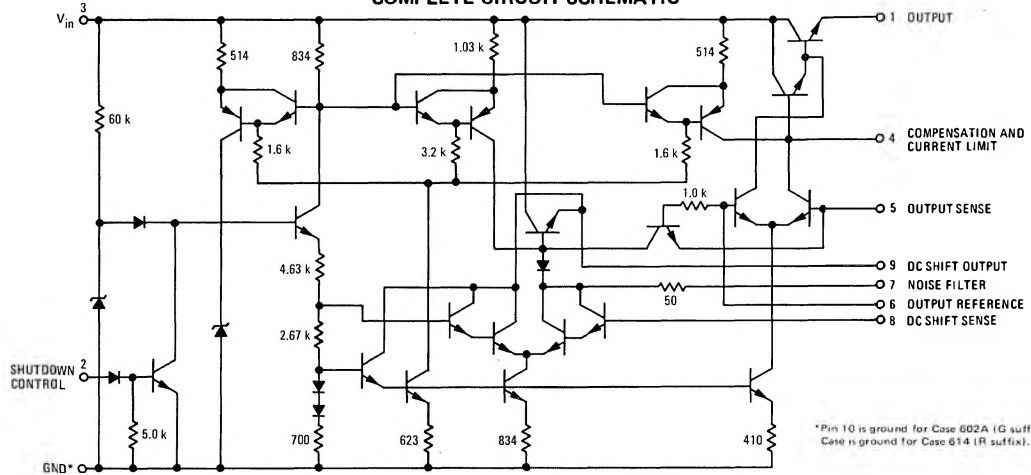 COMPLETE CIRCUIT SCHEMATIC
Vin 3
1 OUTPUT
514
834
1.03 k
514
60 k
4 COMPENSATION AND
CURRENT LIMIT
1.6 k
3.2 k
1.6 k
1.0 k
5 OUTPUT SENSE
4.63 k
9 DC SHIFT OUTPUT
7 NOISE FILTER
50
6 OUTPUT REFERENCE
8 DC SHIFT SENSE
2.67 k
SHUTDOWN 2
CONTROL
5.0 k
700
623
834
410
*Pin 10 is ground for Case 602A (G suff
Case is ground for Case 614 (R suffix).
GND*